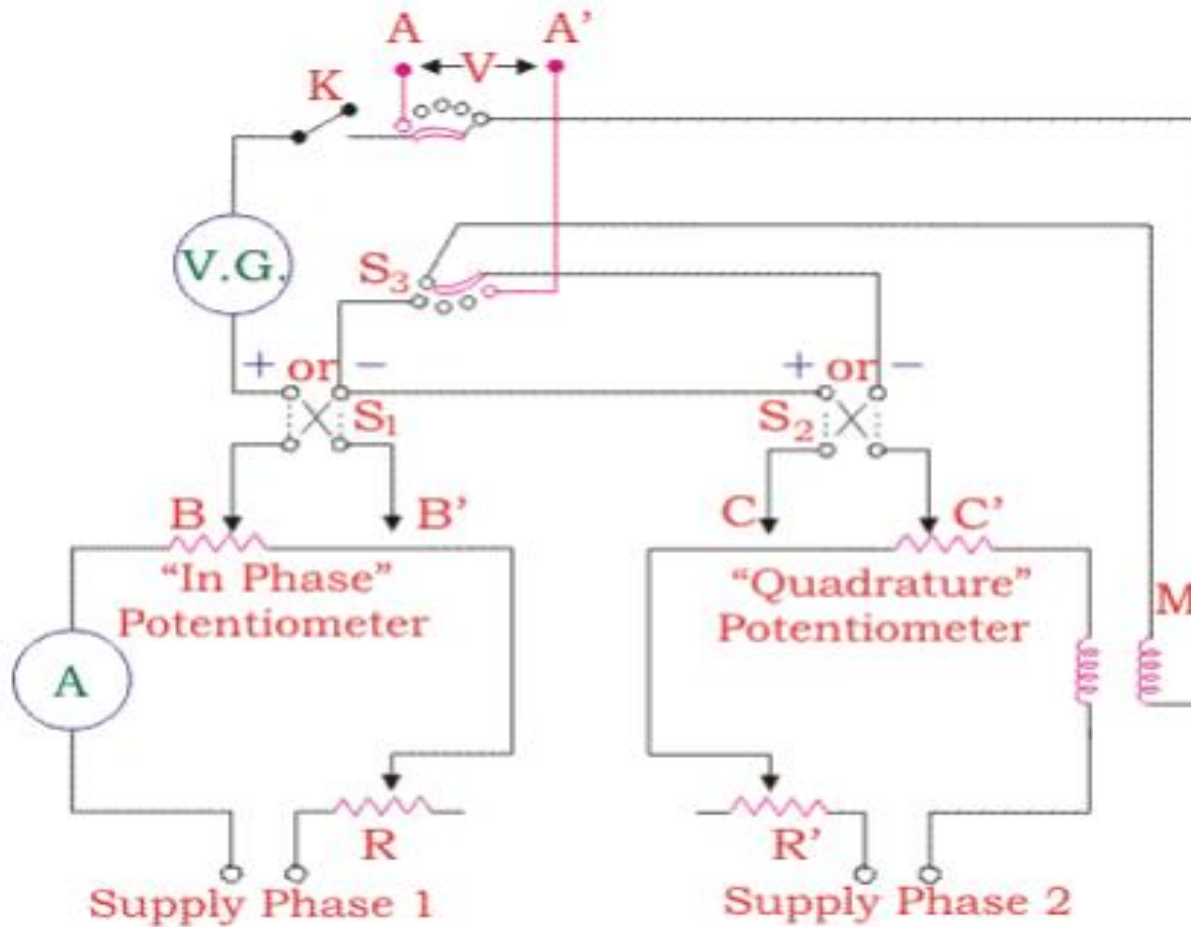 A A’
K V
V.G.
S3
+ or − + or −
S1 S2
B B’ C C’
“In Phase” “Quadrature”
Potentiometer Potentiometer
M
A
R R’
Supply Phase 1 Supply Phase 2